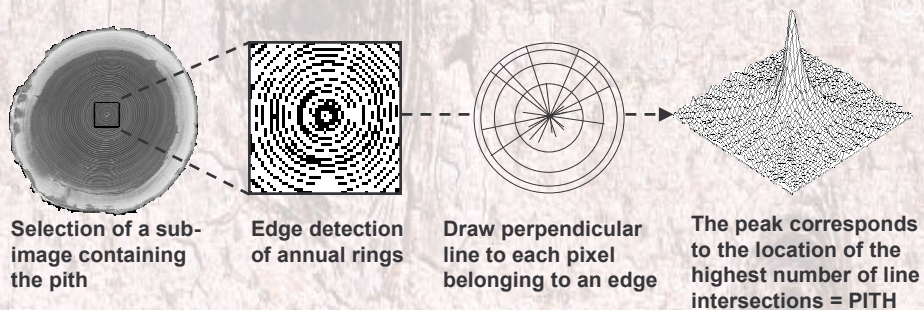 Selection of a sub-
image containing
the pith
Edge detection
of annual rings
Draw perpendicular
line to each pixel
belonging to an edge
The peak corresponds
to the location of the
highest number of line
intersections = PITH